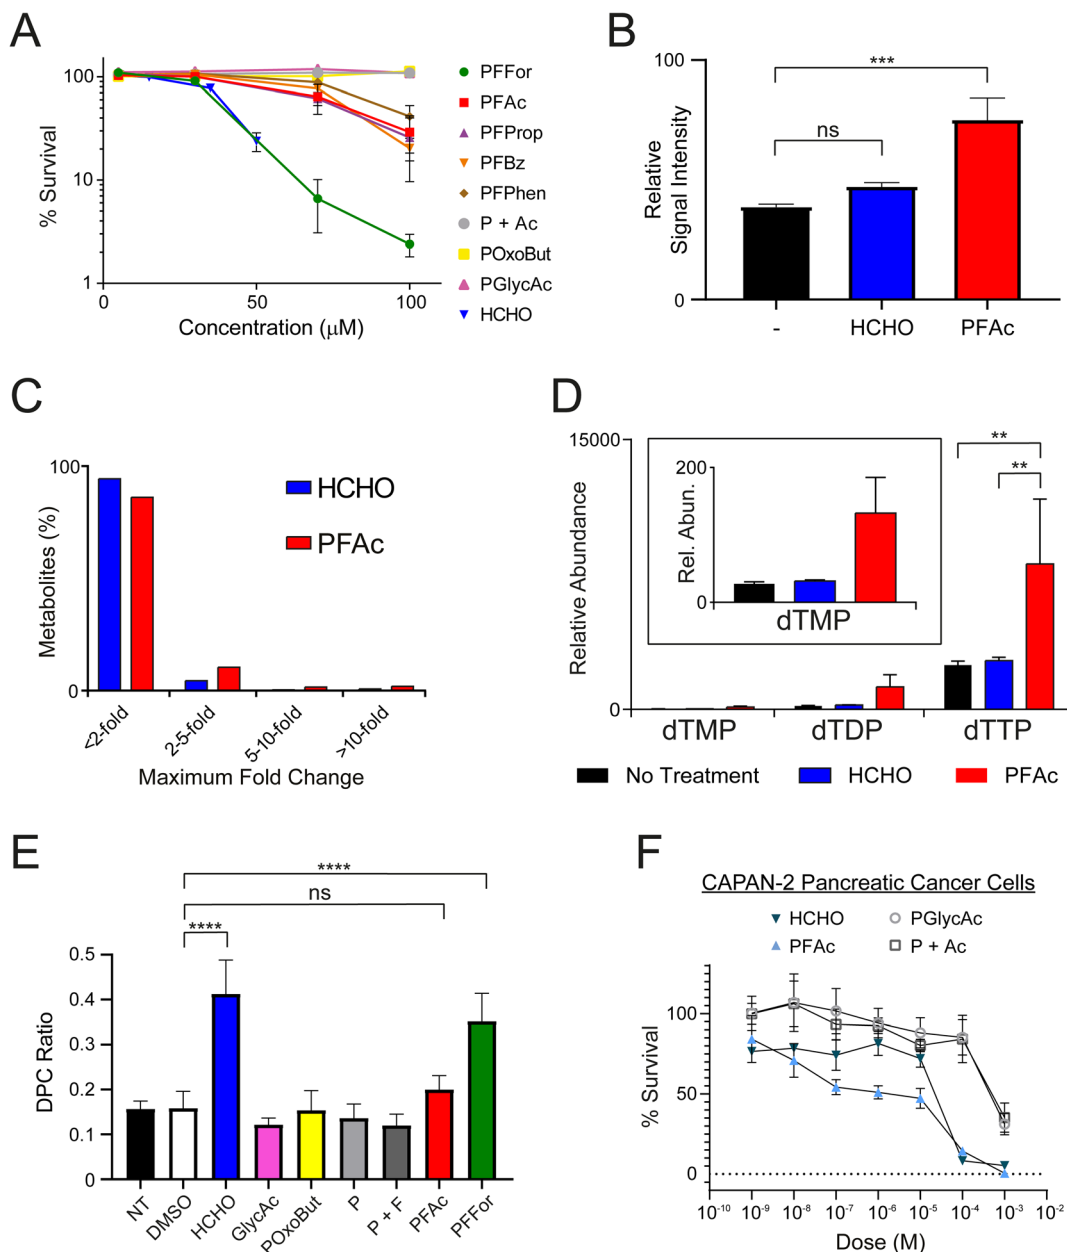 A
% Survival
100
10
1
0
50
100
Concentration (μM)
PFFor
PFAc
PFProp
PFBz
PFPhen
P + Ac
POxoBut
PGlycAc
HCHO
B
Relative
Signal Intensity
100
0
***
ns
-
HCHO
PFAc
C
Metabolites (%)
100
0
HCHO
PFAc
<2-fold
2-5-fold
5-10-fold
>10-fold
Maximum Fold Change
D
Relative Abundance
15000
0
Rel. Abun.
200
0
dTMP
**
**
dTMP
dTDP
dTTP
No Treatment
HCHO
PFAc
E
****
ns
****
DPC Ratio
0.5
0.4
0.3
0.2
0.1
0
NT
DMSO
HCHO
GlycAc
POxoBut
P
P + F
PFAc
PFFor
F
CAPAN-2 Pancreatic Cancer Cells
HCHO
PGlycAc
PFAc
P + Ac
% Survival
100
50
0
10-10
10-9
10-8
10-7
10-6
10-5
10-4
10-3
10-2
Dose (M)